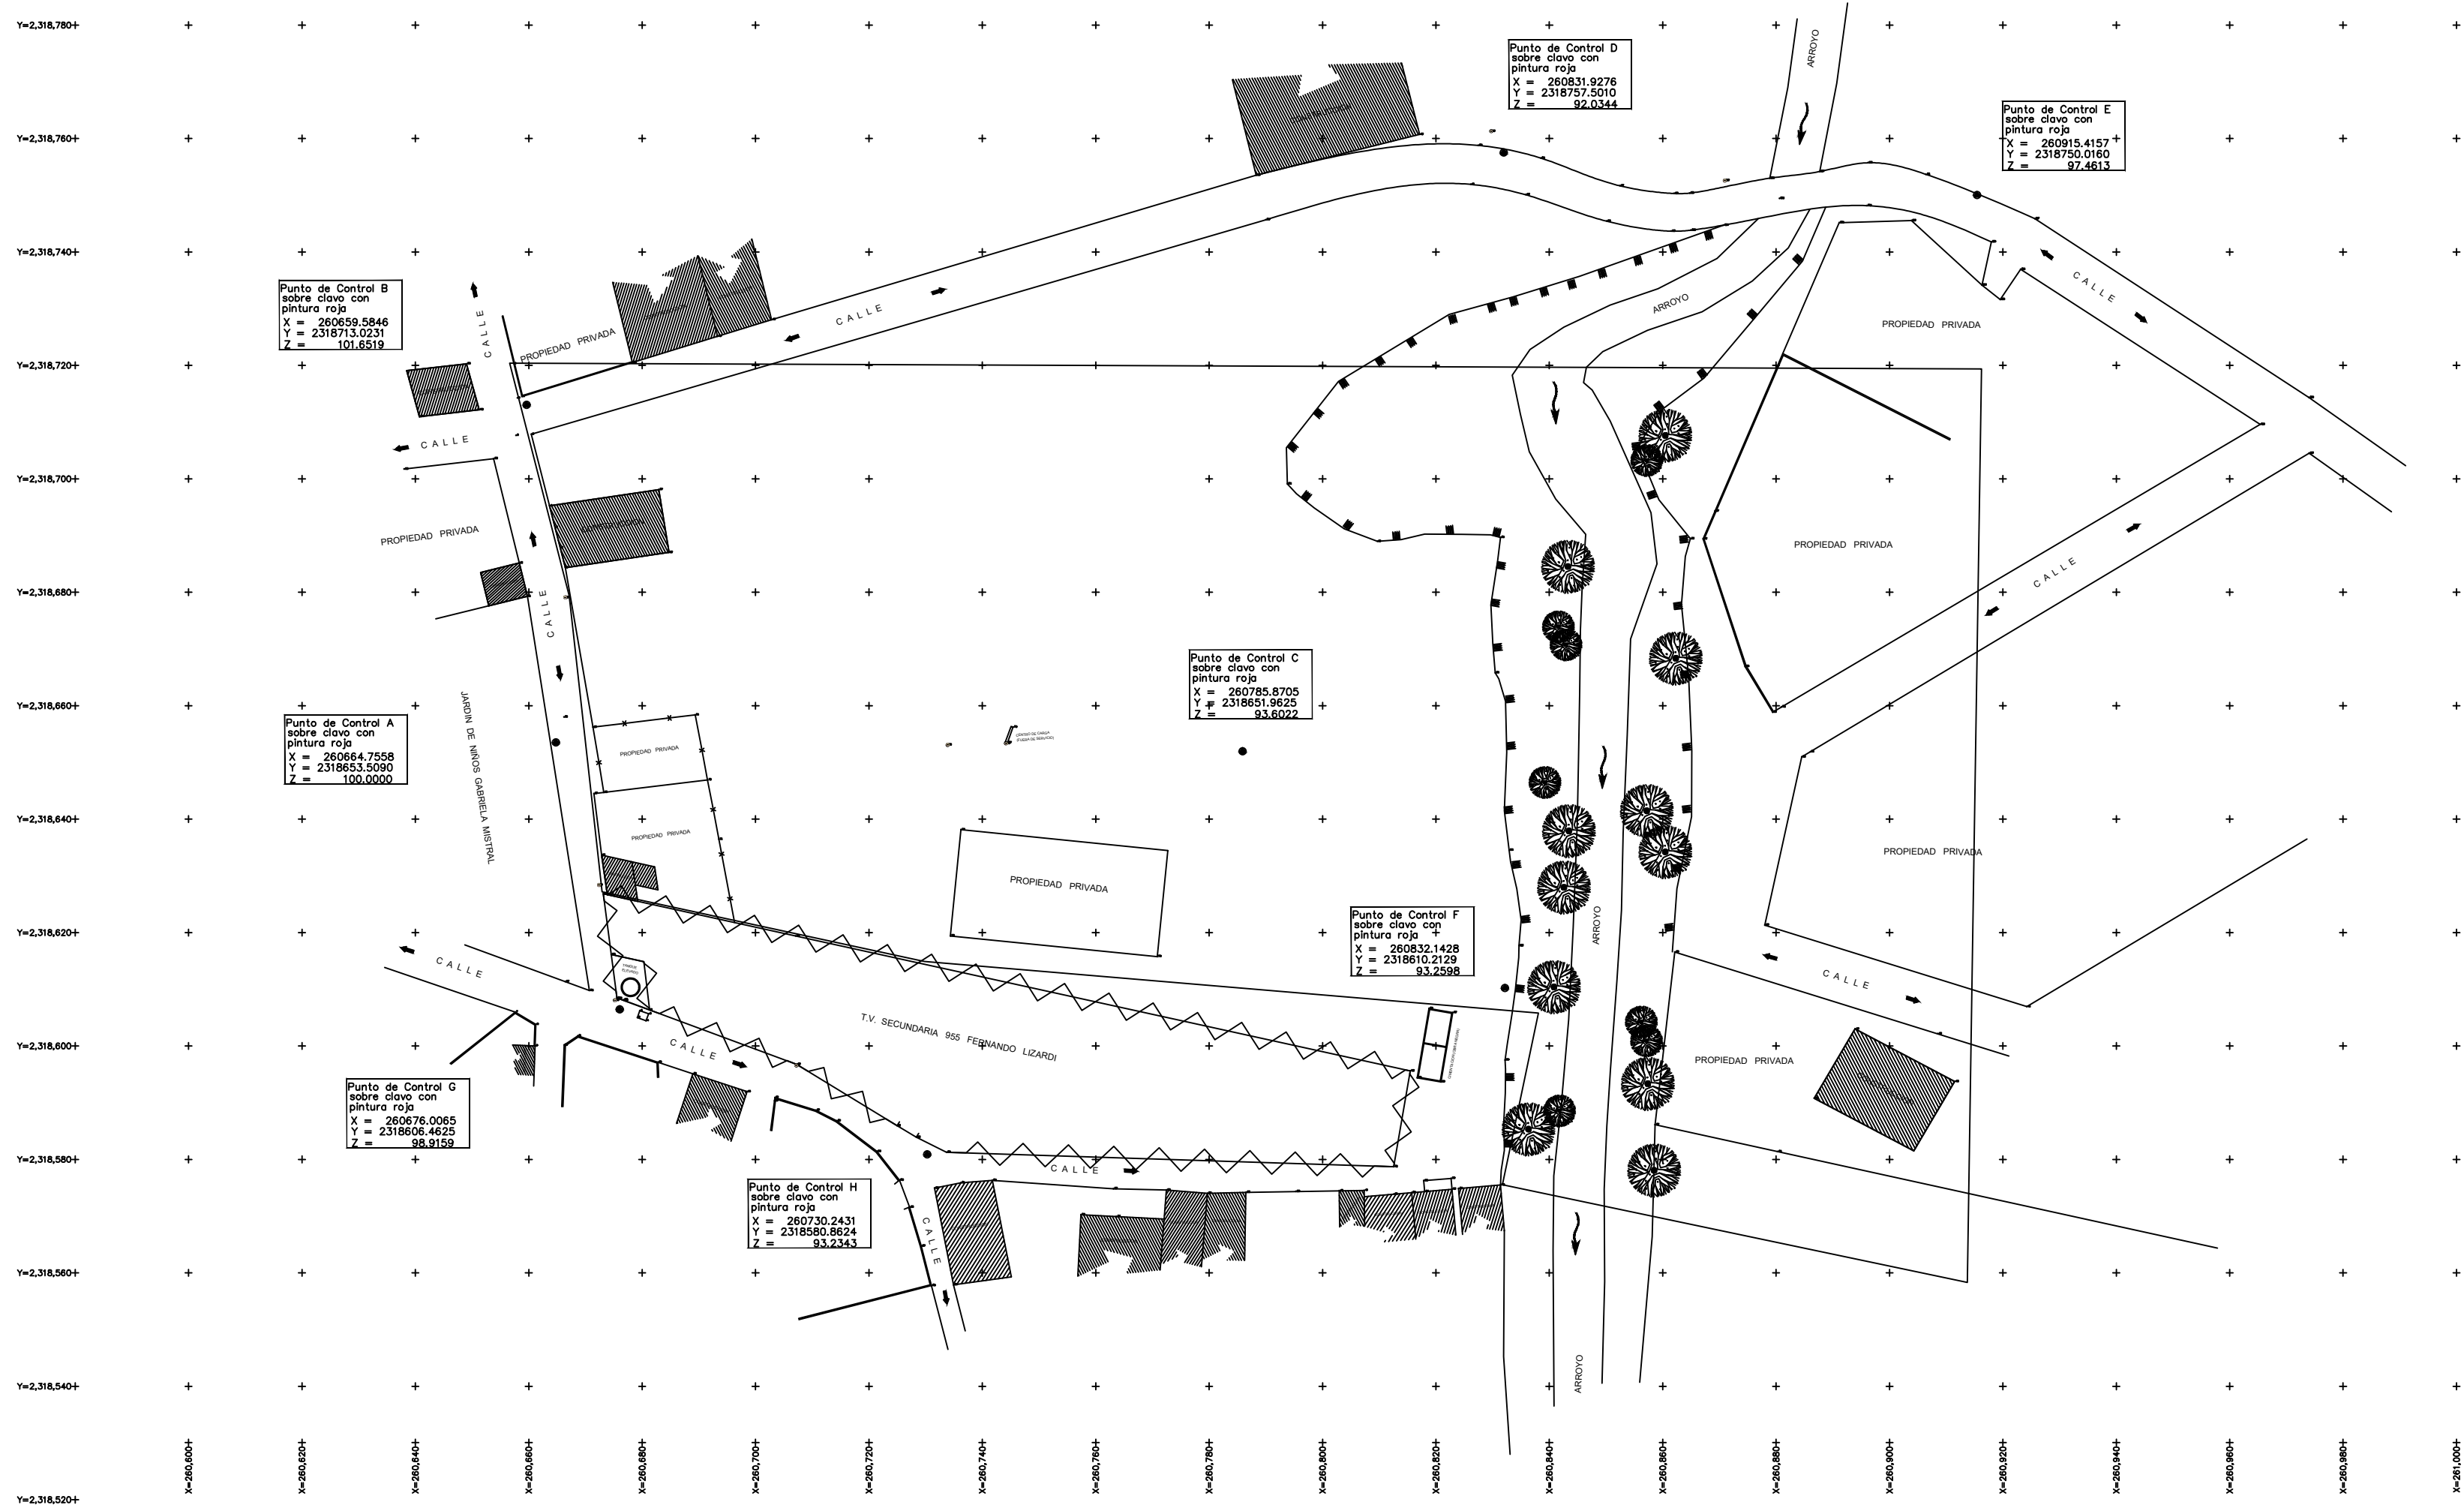 Y=2,318,780
ARROYO
Punto de Control D
sobre clavo con
pintura roja
X = 260831.9276
Y = 2318757.5010
Z = 92.0344
CONSTRUCCION
Punto de Control E
sobre clavo con
pintura roja
X = 260915.4157
Y = 2318750.0160
Z = 97.4613
Y=2,318,760
Y=2,318,740
Punto de Control B
sobre clavo con
pintura roja
X = 260659.5846
Y = 2318713.0231
Z = 101.6519
CALLE
PROPIEDAD PRIVADA
CALLE
ARROYO
CALLE
PROPIEDAD PRIVADA
Y=2,318,720
CALLE
Y=2,318,700
PROPIEDAD PRIVADA
CONSTRUCCION
PROPIEDAD PRIVADA
CALLE
Y=2,318,680
CALLE
Punto de Control C
sobre clavo con
pintura roja
X = 260785.8705
Y = 2318651.9625
Z = 93.6022
Y=2,318,660
Punto de Control A
sobre clavo con
pintura roja
X = 260664.7558
Y = 2318653.5090
Z = 100.0000
JARDIN DE NIÑOS GABRIELA MISTRAL
PROPIEDAD PRIVADA
Y=2,318,640
PROPIEDAD PRIVADA
PROPIEDAD PRIVADA
PROPIEDAD PRIVADA
Y=2,318,620
Punto de Control F
sobre clavo con
pintura roja
X = 260832.1428
Y = 2318610.2129
Z = 93.2598
ARROYO
CALLE
CALLE
T.V. SECUNDARIA 955 FERNANDO LIZARDI
Y=2,318,600
CALLE
PROPIEDAD PRIVADA
CONSTRUCCION
Punto de Control G
sobre clavo con
pintura roja
X = 260676.0065
Y = 2318606.4625
Z = 98.9159
Y=2,318,580
CALLE
Punto de Control H
sobre clavo con
pintura roja
X = 260730.2431
Y = 2318580.8624
Z = 93.2343
CALLE
Y=2,318,560
Y=2,318,540
ARROYO
X=260,600
X=260,620
X=260,640
X=260,660
X=260,680
X=260,700
X=260,720
X=260,740
X=260,760
X=260,780
X=260,800
X=260,820
X=260,840
X=260,860
X=260,880
X=260,900
X=260,920
X=260,940
X=260,960
X=260,980
X=261,000
Y=2,318,520